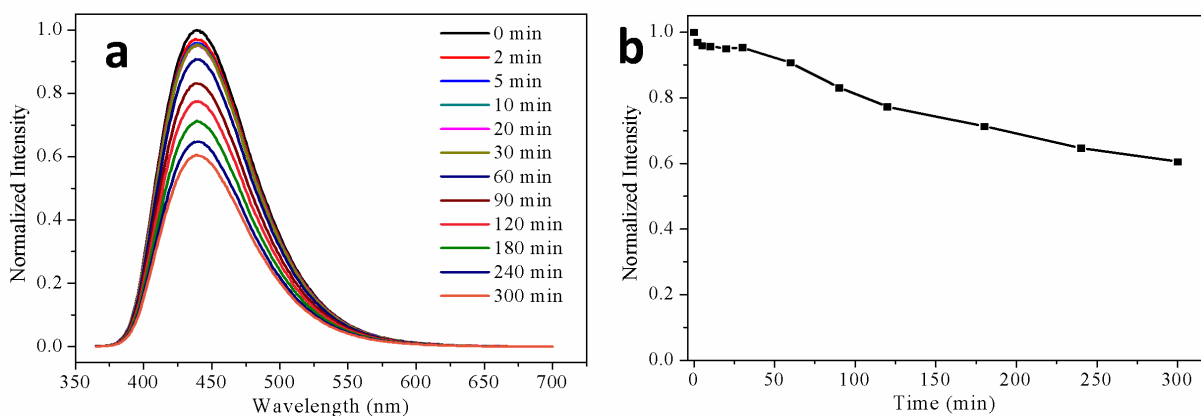 a
Normalized Intensity
1.0
0.8
0.6
0.4
0.2
0.0
350
400
450
500
550
600
650
700
Wavelength (nm)
0 min
2 min
5 min
10 min
20 min
30 min
60 min
90 min
120 min
180 min
240 min
300 min
b
Normalized Intensity
1.0
0.8
0.6
0.4
0.2
0.0
0
50
100
150
200
250
300
Time (min)